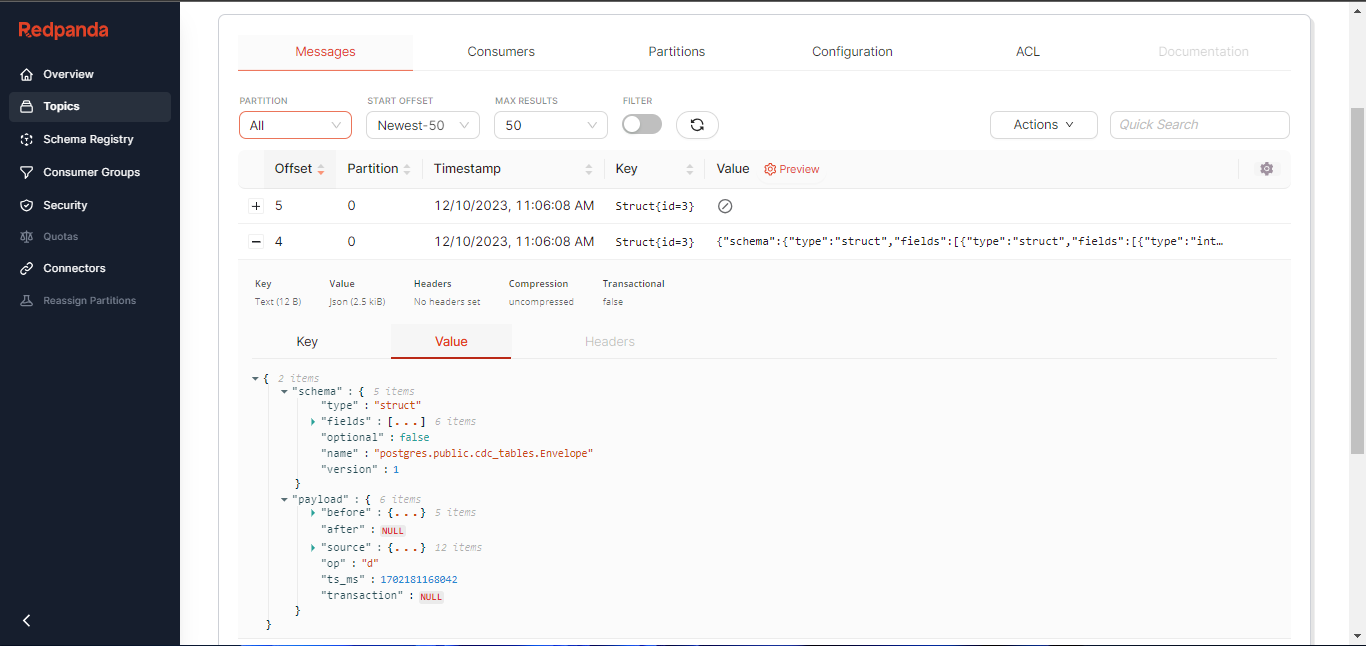 Redpanda
Overview
Topics
Schema Registry
Consumer Groups
Security
Quotas
Connectors
Reassign Partitions
Messages Consumers Partitions Configuration ACL Documentation
PARTITION START OFFSET MAX RESULTS FILTER
All Newest-50 50 Actions Quick Search
Offset Partition Timestamp Key Value Preview
+ 5 0 12/10/2023, 11:06:08 AM Struct{id=3}
− 4 0 12/10/2023, 11:06:08 AM Struct{id=3} {"schema":{"type":"struct","fields":[{"type":"struct","fields":[{"type":"int…
Key Value Headers Compression Transactional
Text (12 B) Json (2.5 kiB) No headers set uncompressed false
Key Value Headers
{ 2 items
"schema" : { 5 items
"type" : "struct"
"fields" : [...] 6 items
"optional" : false
"name" : "postgres.public.cdc_tables.Envelope"
"version" : 1
}
"payload" : { 6 items
"before" : {...} 5 items
"after" : NULL
"source" : {...} 12 items
"op" : "d"
"ts_ms" : 1702181168042
"transaction" : NULL
}
}